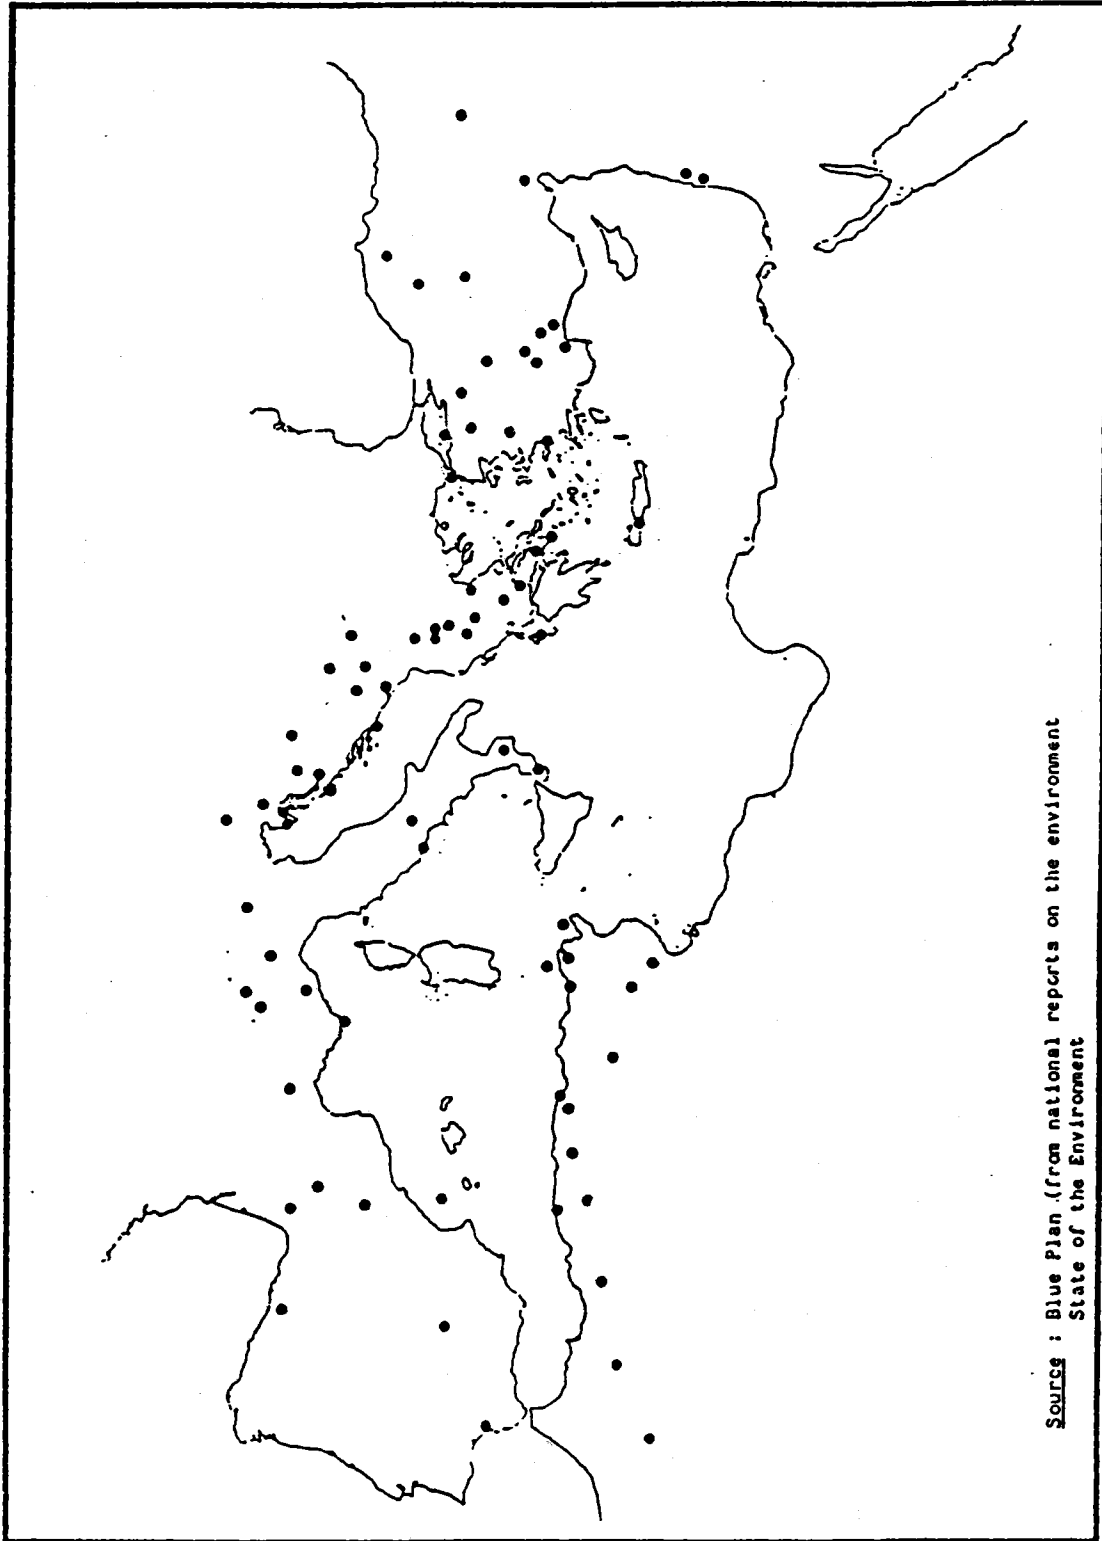 Source : Blue Plan (from national reports on the environment
State of the Environment